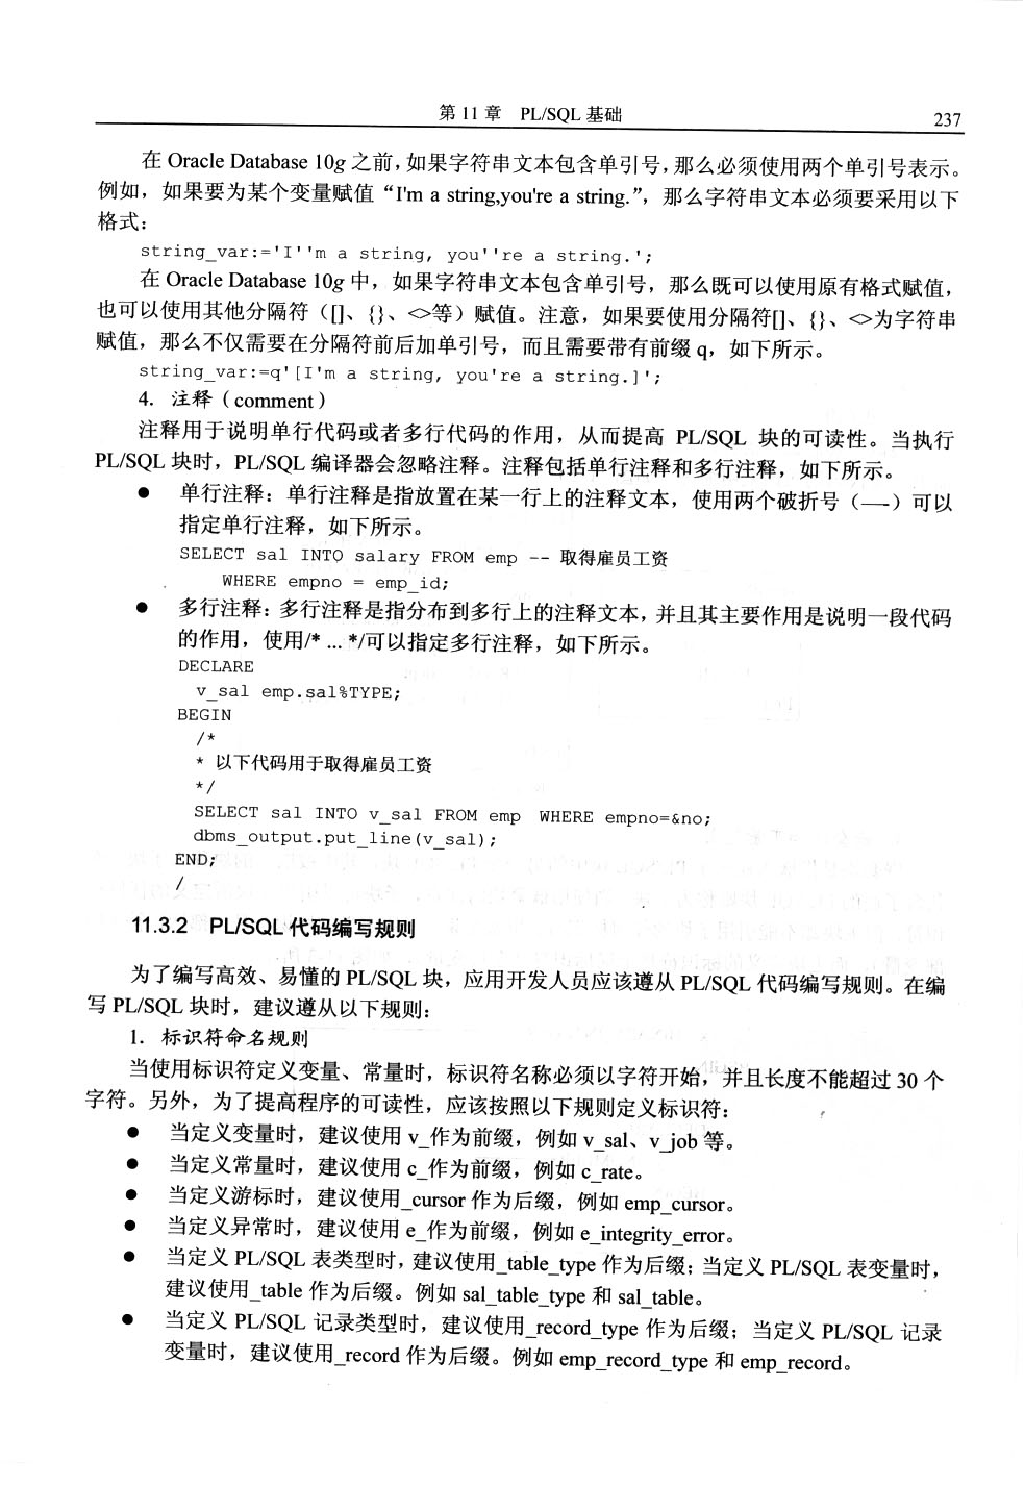 第 11 章 PL/SQL 基础
237
在 Oracle Database 10g 之前，如果字符串文本包含单引号，那么必须使用两个单引号表示。
例如，如果要为某个变量赋值“I'm a string,you're a string.”，那么字符串文本必须要采用以下
格式：
string_var:='I''m a string, you''re a string.';
在 Oracle Database 10g 中，如果字符串文本包含单引号，那么既可以使用原有格式赋值，
也可以使用其他分隔符（[]、{}、<>等）赋值。注意，如果要使用分隔符[]、{}、<>为字符串
赋值，那么不仅需要在分隔符前后加单引号，而且需要带有前缀 q，如下所示。
string_var:=q'[I'm a string, you're a string.]';
4. 注释（comment）
注释用于说明单行代码或者多行代码的作用，从而提高 PL/SQL 块的可读性。当执行
PL/SQL 块时，PL/SQL 编译器会忽略注释。注释包括单行注释和多行注释，如下所示。
● 单行注释：单行注释是指放置在某一行上的注释文本，使用两个破折号（——）可以
指定单行注释，如下所示。
SELECT sal INTO salary FROM emp -- 取得雇员工资
WHERE empno = emp_id;
● 多行注释：多行注释是指分布到多行上的注释文本，并且其主要作用是说明一段代码
的作用，使用/* ... */可以指定多行注释，如下所示。
DECLARE
v_sal emp.sal%TYPE;
BEGIN
/*
* 以下代码用于取得雇员工资
*/
SELECT sal INTO v_sal FROM emp WHERE empno=&no;
dbms_output.put_line(v_sal);
END;
/
11.3.2 PL/SQL 代码编写规则
为了编写高效、易懂的 PL/SQL 块，应用开发人员应该遵从 PL/SQL 代码编写规则。在编
写 PL/SQL 块时，建议遵从以下规则：
1. 标识符命名规则
当使用标识符定义变量、常量时，标识符名称必须以字符开始，并且长度不能超过 30 个
字符。另外，为了提高程序的可读性，应该按照以下规则定义标识符：
● 当定义变量时，建议使用 v_作为前缀，例如 v_sal、v_job 等。
● 当定义常量时，建议使用 c_作为前缀，例如 c_rate。
● 当定义游标时，建议使用_cursor 作为后缀，例如 emp_cursor。
● 当定义异常时，建议使用 e_作为前缀，例如 e_integrity_error。
● 当定义 PL/SQL 表类型时，建议使用_table_type 作为后缀；当定义 PL/SQL 表变量时，
建议使用_table 作为后缀。例如 sal_table_type 和 sal_table。
● 当定义 PL/SQL 记录类型时，建议使用_record_type 作为后缀；当定义 PL/SQL 记录
变量时，建议使用_record 作为后缀。例如 emp_record_type 和 emp_record。